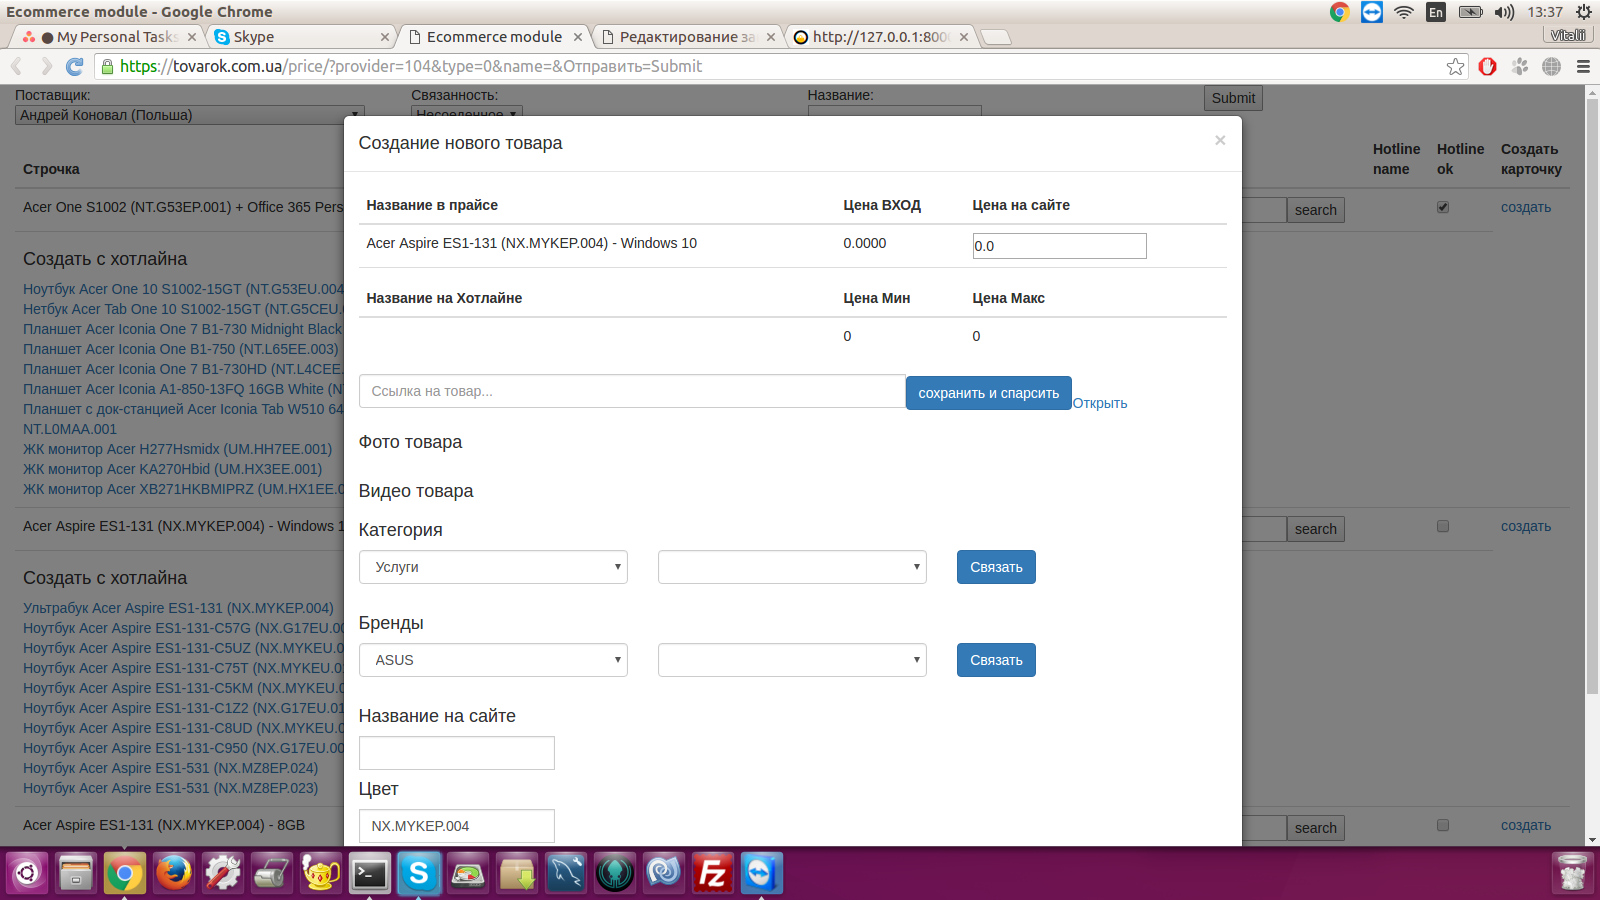 Ecommerce module - Google Chrome
En
13:37
My Personal Tasks
Skype
Ecommerce module
Редактирование за
http://127.0.0.1:800
Vitalii
https://tovarok.com.ua/price/?provider=104&type=0&name=&Отправить=Submit
Поставщик:
Связанность:
Название:
Submit
Андрей Коновал (Польша)
Несоеденное
Строчка
Hotline name
Hotline ok
Создать карточку
Acer One S1002 (NT.G53EP.001) + Office 365 Pers
search
создать
Создать с хотлайна
Ноутбук Acer One 10 S1002-15GT (NT.G53EU.004
Нетбук Acer Tab One 10 S1002-15GT (NT.G5CEU.
Планшет Acer Iconia One 7 B1-730 Midnight Black
Планшет Acer Iconia One B1-750 (NT.L65EE.003)
Планшет Acer Iconia One 7 B1-730HD (NT.L4CEE.
Планшет Acer Iconia A1-850-13FQ 16GB White (N
Планшет с док-станцией Acer Iconia Tab W510 64
NT.L0MAA.001
ЖК монитор Acer H277Hsmidx (UM.HH7EE.001)
ЖК монитор Acer KA270Hbid (UM.HX3EE.001)
ЖК монитор Acer XB271HKBMIPRZ (UM.HX1EE.0
Acer Aspire ES1-131 (NX.MYKEP.004) - Windows 1
search
создать
Создать с хотлайна
Ультрабук Acer Aspire ES1-131 (NX.MYKEP.004)
Ноутбук Acer Aspire ES1-131-C57G (NX.G17EU.00
Ноутбук Acer Aspire ES1-131-C5UZ (NX.MYKEU.0
Ноутбук Acer Aspire ES1-131-C75T (NX.MYKEU.0
Ноутбук Acer Aspire ES1-131-C5KM (NX.MYKEU.0
Ноутбук Acer Aspire ES1-131-C1Z2 (NX.G17EU.01
Ноутбук Acer Aspire ES1-131-C8UD (NX.MYKEU.0
Ноутбук Acer Aspire ES1-131-C950 (NX.G17EU.00
Ноутбук Acer Aspire ES1-531 (NX.MZ8EP.024)
Ноутбук Acer Aspire ES1-531 (NX.MZ8EP.023)
Acer Aspire ES1-131 (NX.MYKEP.004) - 8GB
search
создать
Создание нового товара
×
Название в прайсе
Цена ВХОД
Цена на сайте
Acer Aspire ES1-131 (NX.MYKEP.004) - Windows 10
0.0000
0.0
Название на Хотлайне
Цена Мин
Цена Макс
0
0
Ссылка на товар...
сохранить и спарсить
Открыть
Фото товара
Видео товара
Категория
Услуги
Связать
Бренды
ASUS
Связать
Название на сайте
Цвет
NX.MYKEP.004